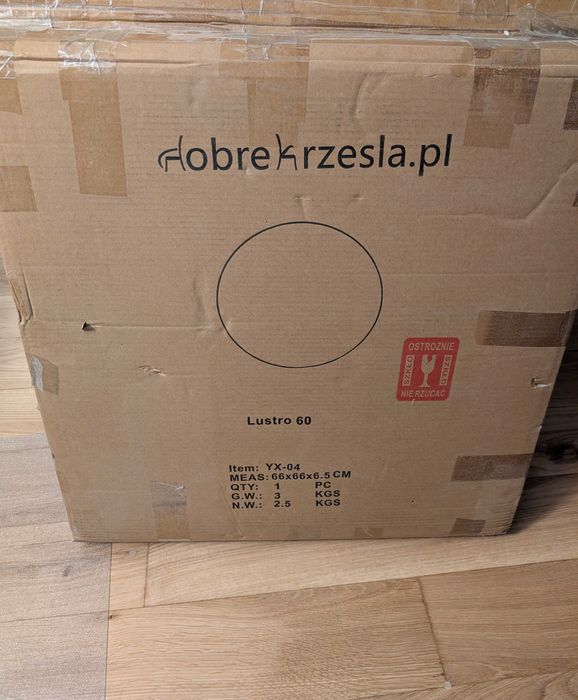 dobrekrzesla.pl
OSTROŻNIE
SZKŁO
SZKŁO
NIE RZUCAĆ
Lustro 60
Item: YX-04
MEAS: 66x66x6.5 CM
QTY: 1 PC
G.W.: 3 KGS
N.W.: 2.5 KGS